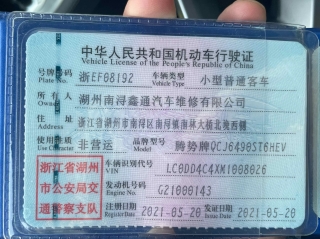 中华人民共和国机动车行驶证
Vehicle License of the People's Republic of China
号牌号码 浙EF0819Z 车辆类型 小型普通客车
Plate No. Vehicle Type
所有人 湖州南浔鑫通汽车维修有限公司
Owner
住址 浙江省湖州市南浔区南浔镇南林大桥北堍西侧
Address
使用性质 非营运 品牌型号 腾势牌QCJ6490ST6HEV
Use Character Model
浙江省湖州市公安局交通警察支队
车辆识别代号 LC0DD4C4XM1008026
VIN
发动机号码 G21000143
Engine No.
注册日期 2021-05-20 发证日期 2021-05-20
Register Date Issue Date